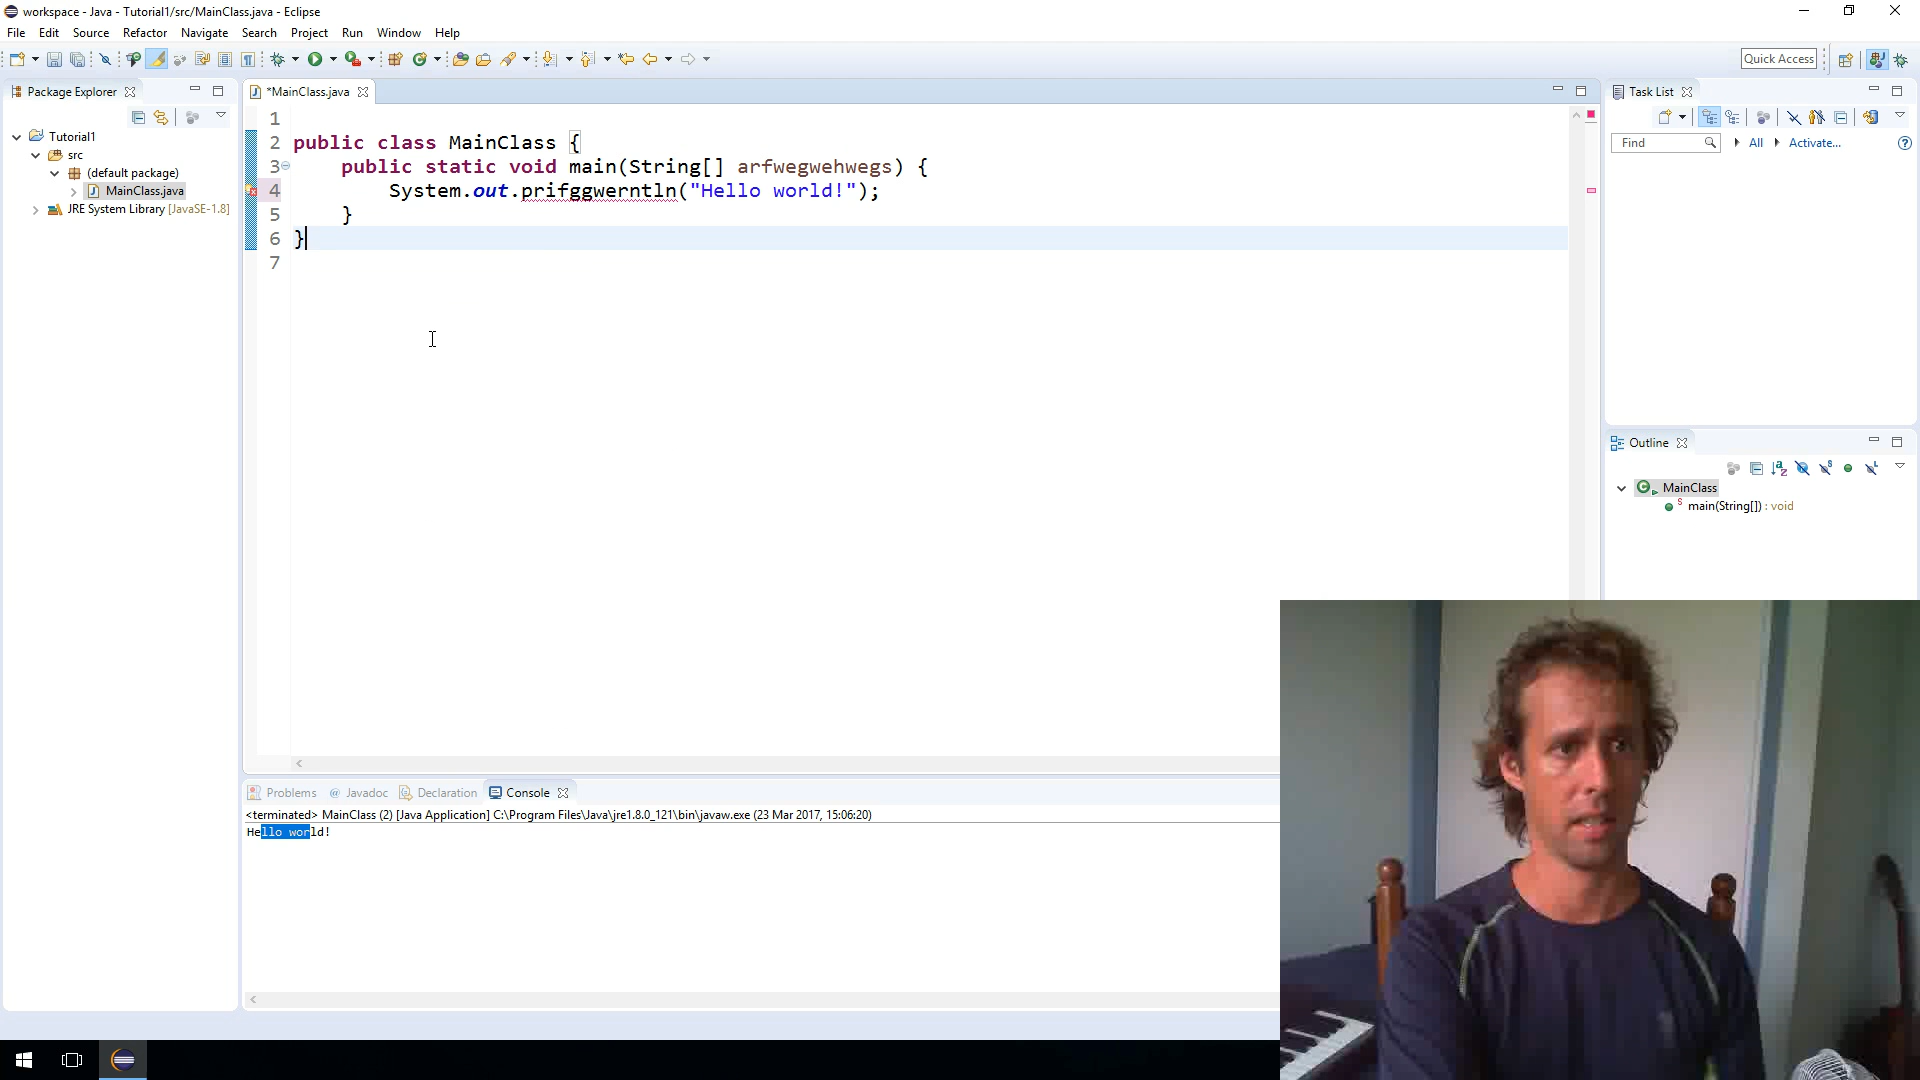 workspace - Java - Tutorial1/src/MainClass.java - Eclipse
File Edit Source Refactor Navigate Search Project Run Window Help
Quick Access
Package Explorer
*MainClass.java
Task List
Tutorial1
src
(default package)
MainClass.java
JRE System Library [JavaSE-1.8]
1
2 public class MainClass {
3 public static void main(String[] arfwegwehwegs) {
4 System.out.prifggwerntln("Hello world!");
5 }
6 }
7
Find All Activate...
Outline
MainClass
main(String[]) : void
Problems @ Javadoc Declaration Console
<terminated> MainClass (2) [Java Application] C:\Program Files\Java\jre1.8.0_121\bin\javaw.exe (23 Mar 2017, 15:06:20)
Hello world!